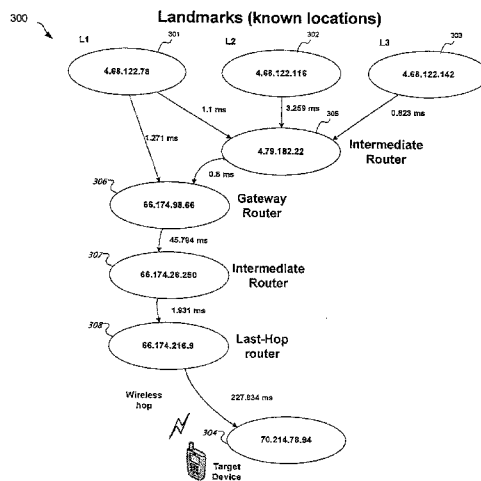 Landmarks (known locations)
300
L1
301
L2
302
L3
303
4.68.122.78
4.68.122.116
4.68.122.142
1.1 ms
3.259 ms
305
0.823 ms
1.271 ms
4.79.182.22
Intermediate
Router
306
0.5 ms
66.174.98.66
Gateway
Router
45.794 ms
307
66.174.26.250
Intermediate
Router
308
1.931 ms
66.174.216.9
Last-Hop
router
Wireless
hop
227.834 ms
304
70.214.78.94
Target
Device